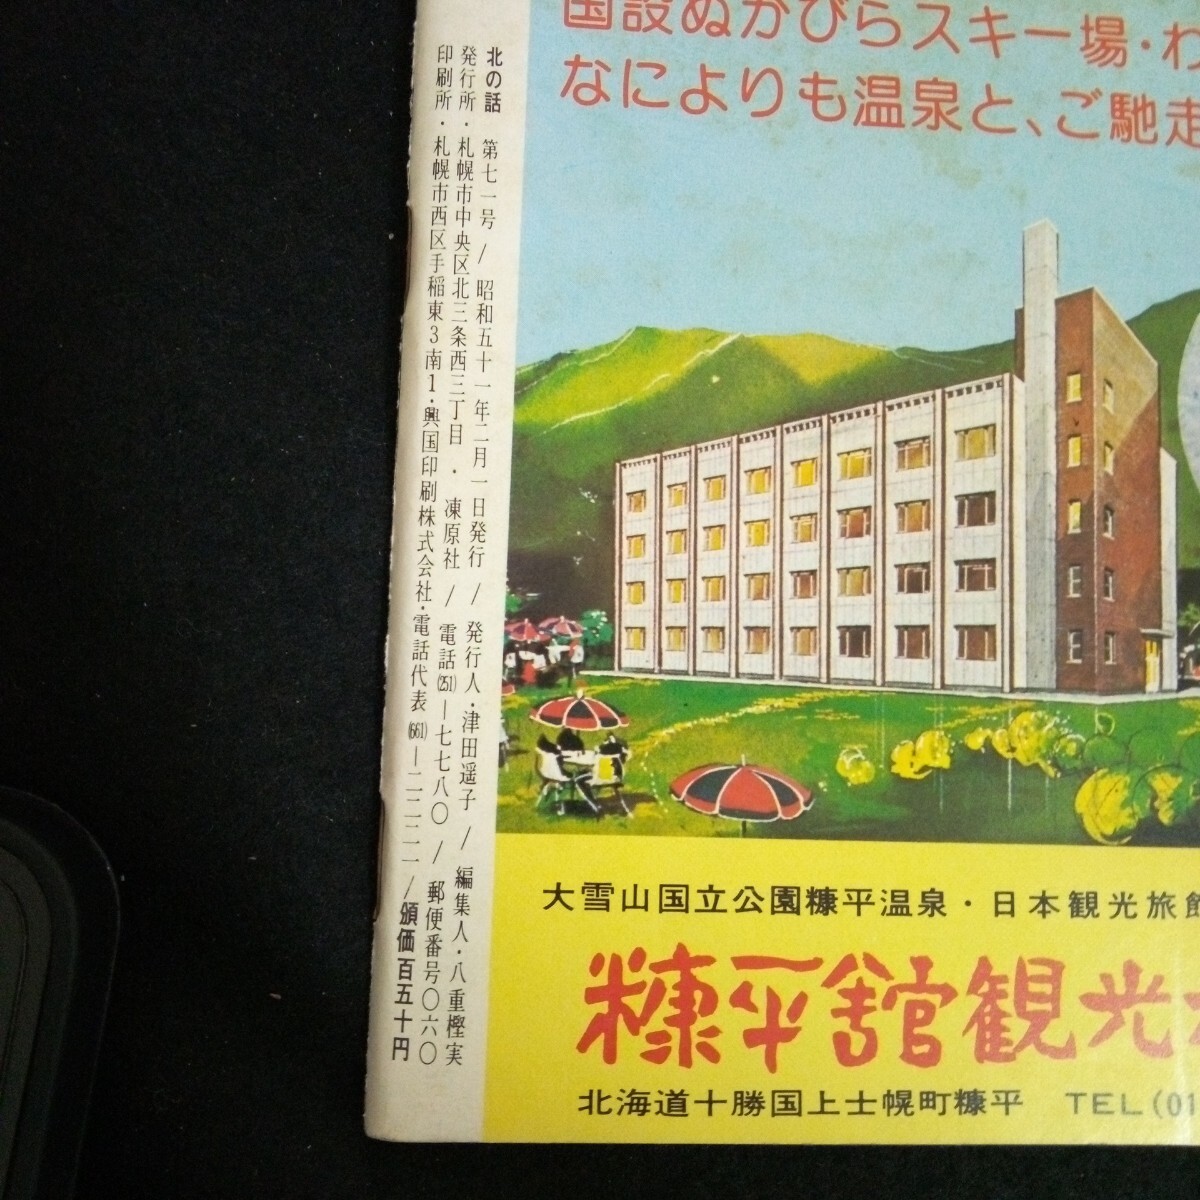 国設ぬかびらスキー場・わ
なによりも温泉と、ご馳走
北の話 第七一号 / 昭和五十一年二月一日発行 / 発行人・津田遥子 / 編集人・八重樫実
発行所・札幌市中央区北三条西三丁目・凍原社 / 電話(251)一七七八〇 / 郵便番号〇六〇
印刷所・札幌市西区手稲東3南1・興国印刷株式会社・電話代表(661)一二二二一 / 頒価百五十円
大雪山国立公園糠平温泉・日本観光旅館
糠平舘観光
北海道十勝国上士幌町糠平 TEL(01